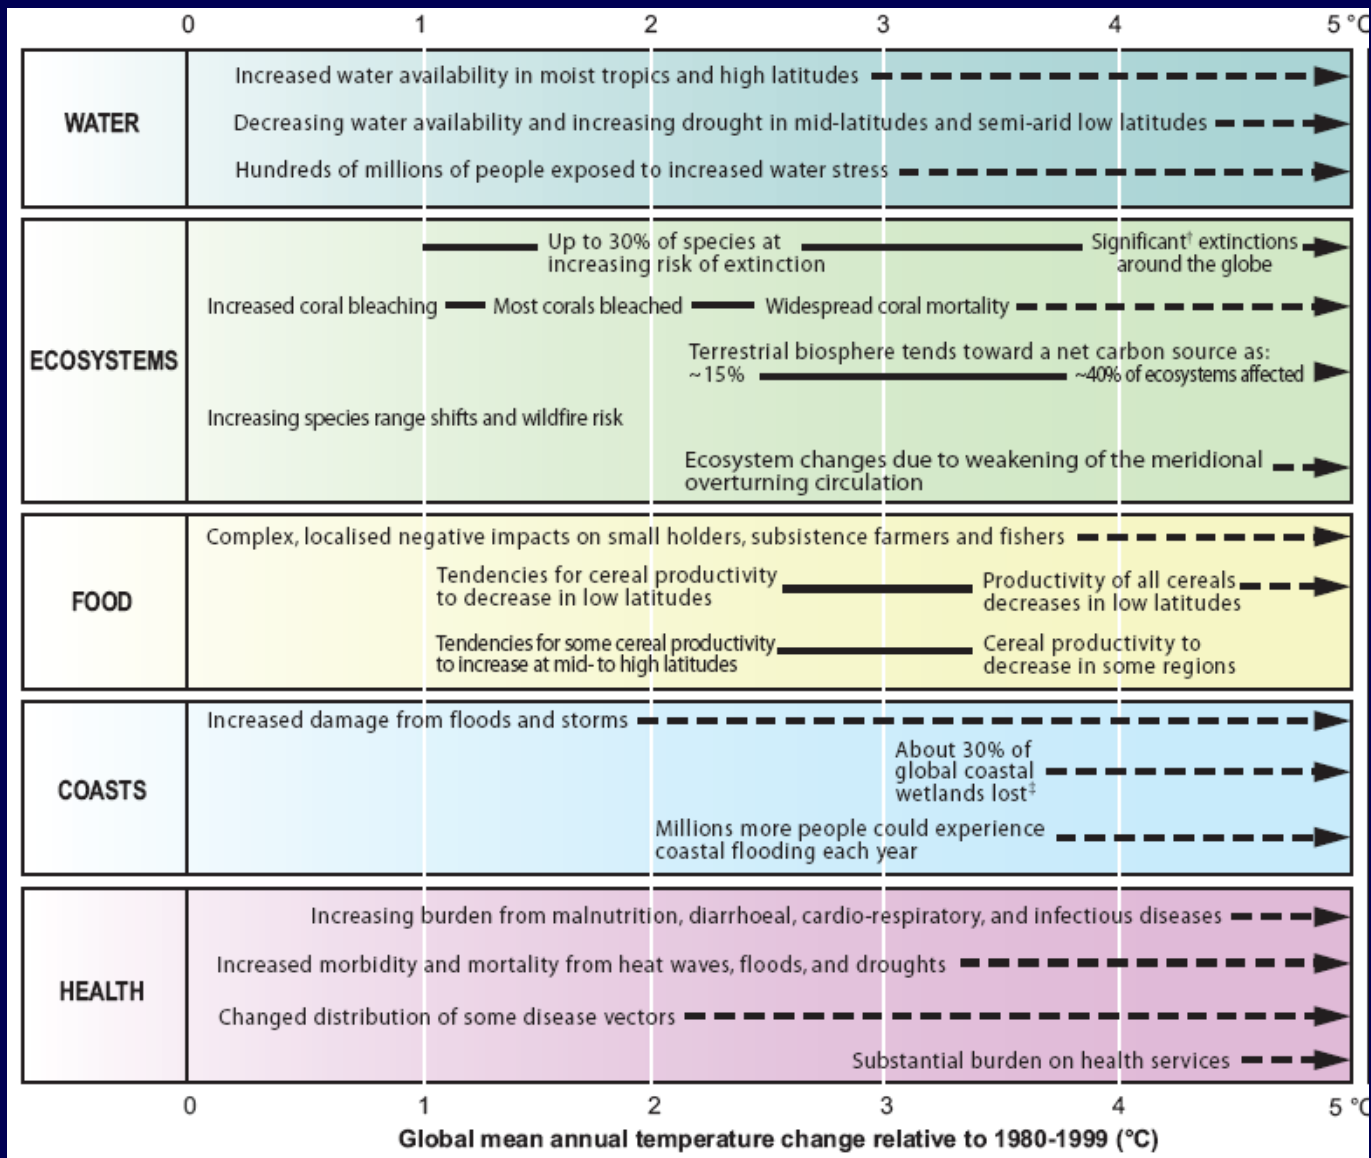 0 1 2 3 4 5 °C
WATER
Increased water availability in moist tropics and high latitudes
Decreasing water availability and increasing drought in mid-latitudes and semi-arid low latitudes
Hundreds of millions of people exposed to increased water stress
ECOSYSTEMS
Up to 30% of species at
increasing risk of extinction
Significant† extinctions
around the globe
Increased coral bleaching Most corals bleached Widespread coral mortality
Terrestrial biosphere tends toward a net carbon source as:
~15% ~40% of ecosystems affected
Increasing species range shifts and wildfire risk
Ecosystem changes due to weakening of the meridional
overturning circulation
FOOD
Complex, localised negative impacts on small holders, subsistence farmers and fishers
Tendencies for cereal productivity
to decrease in low latitudes
Productivity of all cereals
decreases in low latitudes
Tendencies for some cereal productivity
to increase at mid- to high latitudes
Cereal productivity to
decrease in some regions
COASTS
Increased damage from floods and storms
About 30% of
global coastal
wetlands lost‡
Millions more people could experience
coastal flooding each year
HEALTH
Increasing burden from malnutrition, diarrhoeal, cardio-respiratory, and infectious diseases
Increased morbidity and mortality from heat waves, floods, and droughts
Changed distribution of some disease vectors
Substantial burden on health services
0 1 2 3 4 5 °C
Global mean annual temperature change relative to 1980-1999 (°C)